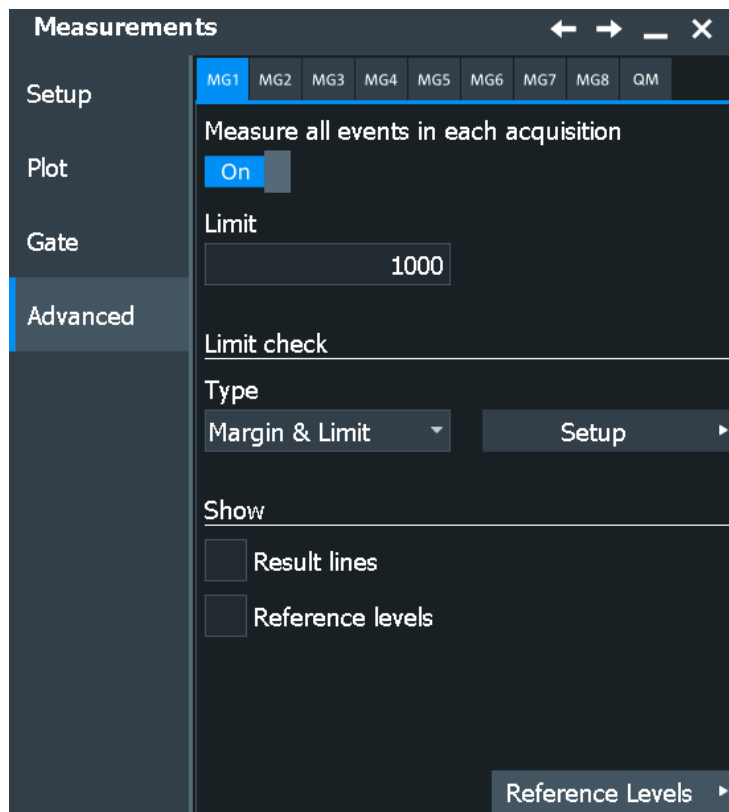 Measurements
Setup
Plot
Gate
Advanced
MG1 MG2 MG3 MG4 MG5 MG6 MG7 MG8 QM
Measure all events in each acquisition
On
Limit
1000
Limit check
Type
Margin & Limit Setup
Show
Result lines
Reference levels
Reference Levels